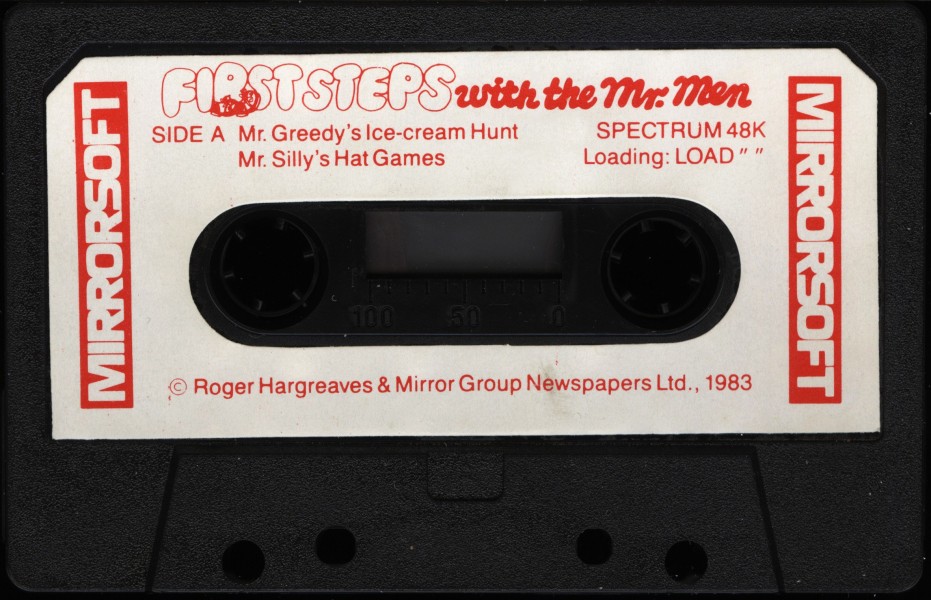 FIRST STEPS with the Mr. Men
SIDE A Mr. Greedy's Ice-cream Hunt
Mr. Silly's Hat Games
SPECTRUM 48K
Loading: LOAD " "
MIRRORSOFT
MIRRORSOFT
100 50 0
© Roger Hargreaves & Mirror Group Newspapers Ltd., 1983